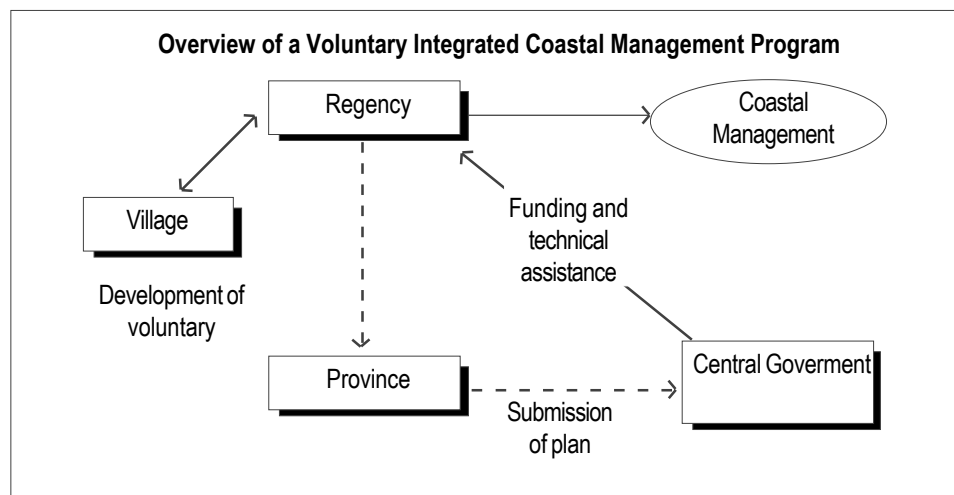 Overview of a Voluntary Integrated Coastal Management Program
Regency
Coastal
Management
Village
Funding and
technical
assistance
Development of
voluntary
Province
Central Goverment
Submission
of plan